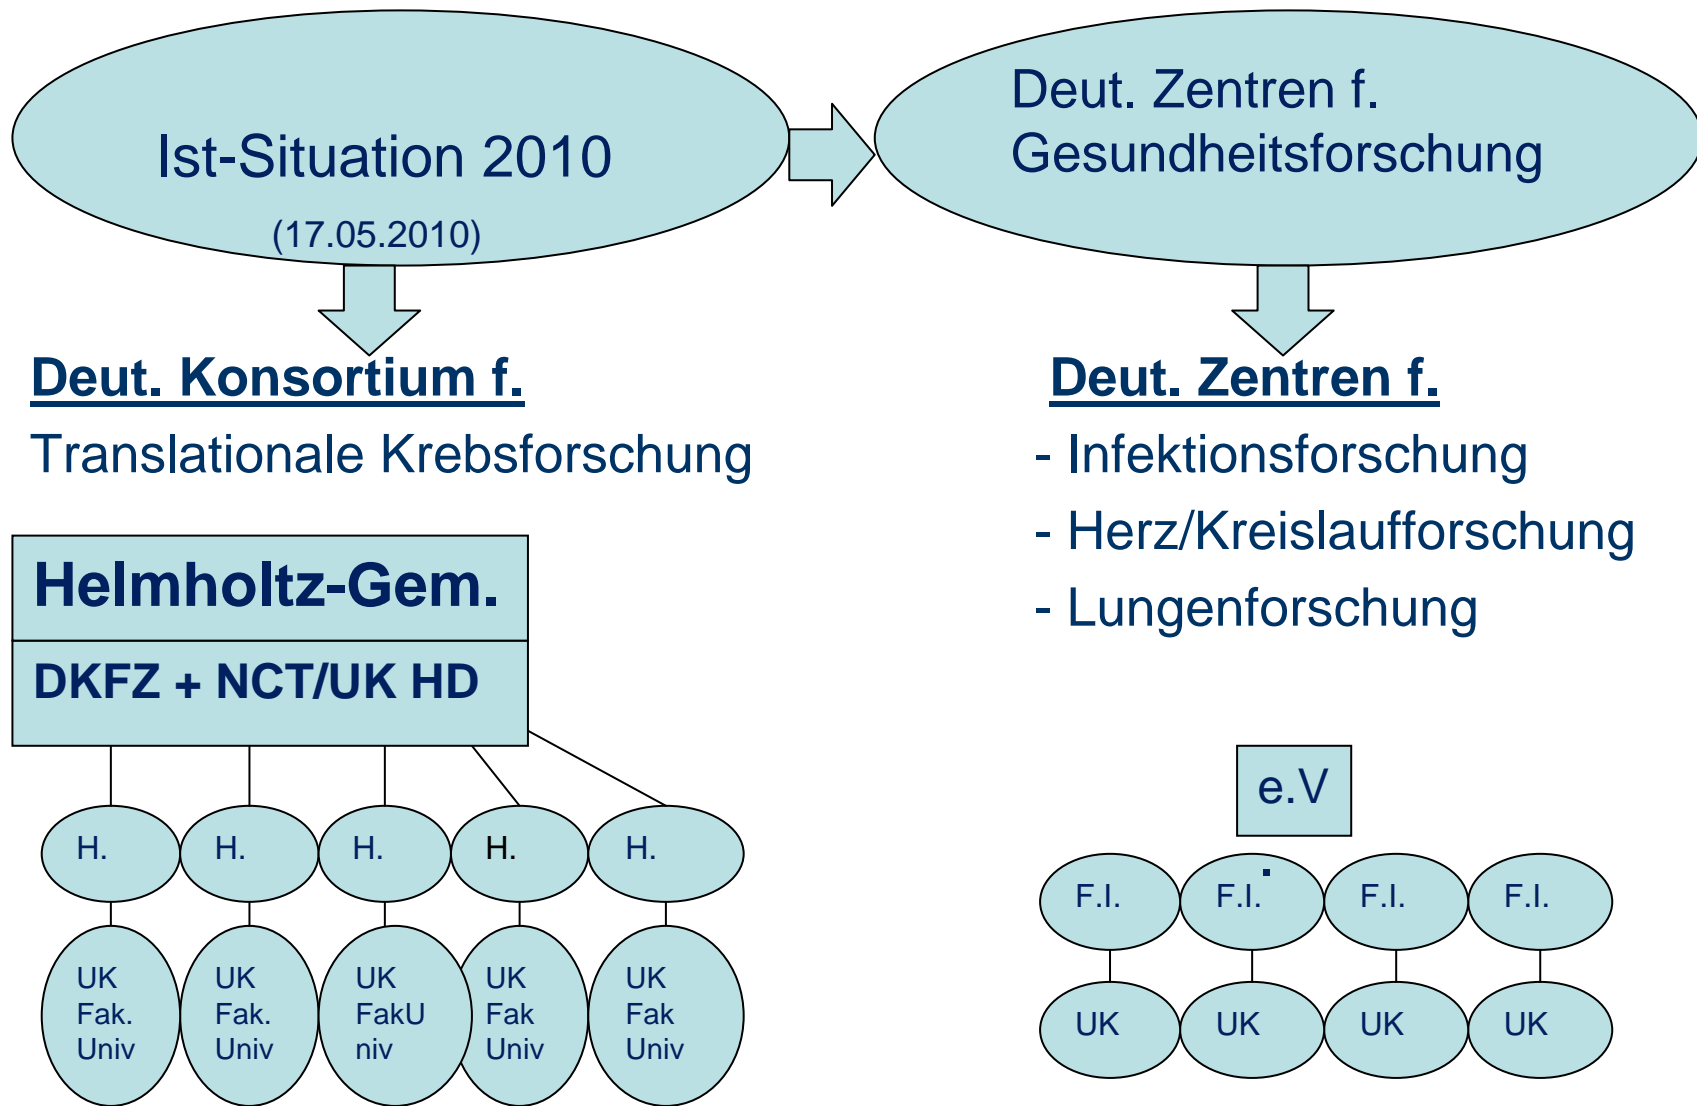 Ist-Situation 2010
(17.05.2010)
Deut. Zentren f.
Gesundheitsforschung
Deut. Konsortium f.
Translationale Krebsforschung
Helmholtz-Gem.
DKFZ + NCT/UK HD
H.
H.
H.
H.
H.
UK
Fak.
Univ
UK
Fak.
Univ
UK
FakU
niv
UK
Fak
Univ
UK
Fak
Univ
Deut. Zentren f.
- Infektionsforschung
- Herz/Kreislaufforschung
- Lungenforschung
e.V
.
F.I.
F.I.
F.I.
F.I.
UK
UK
UK
UK